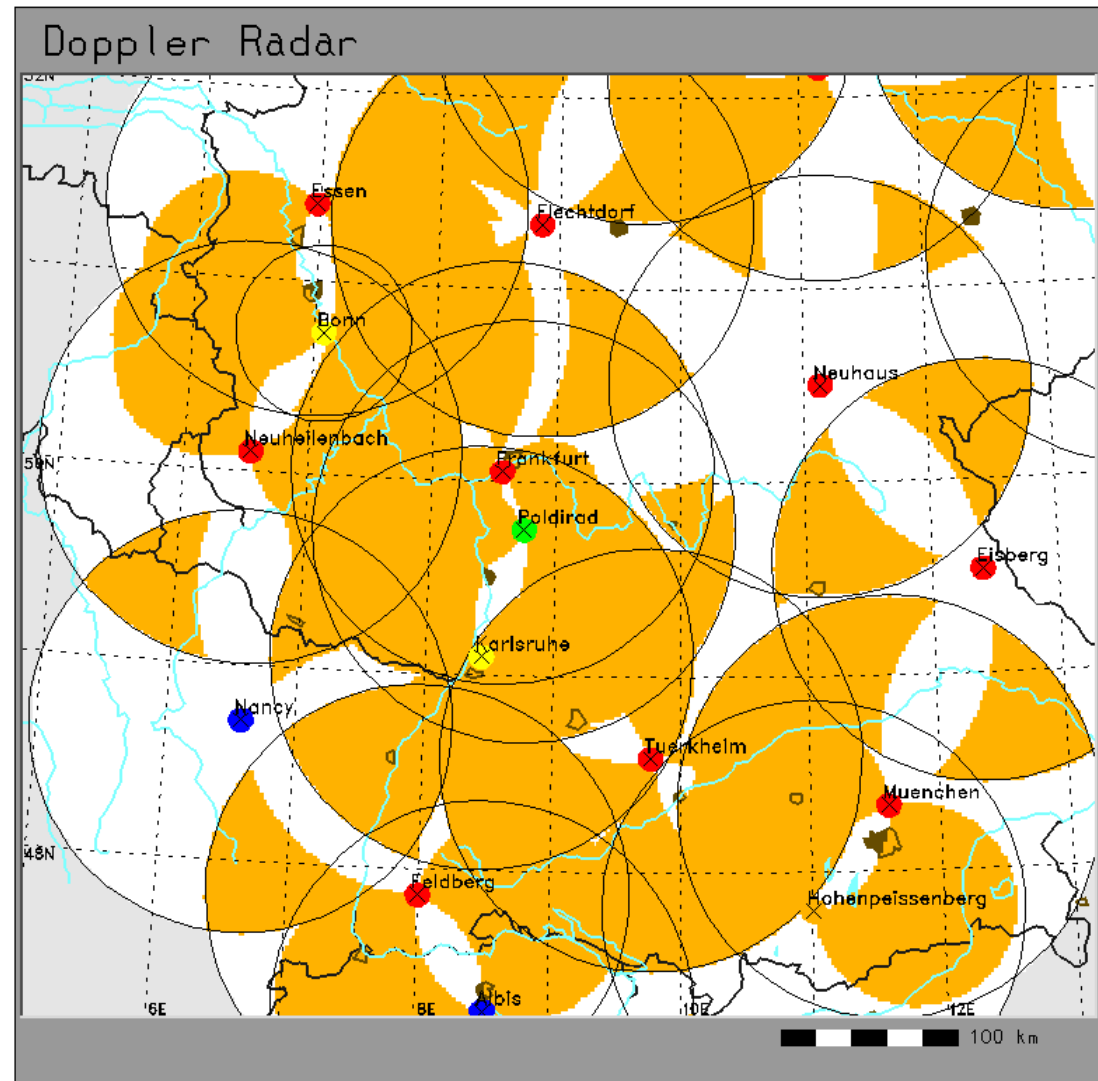 Doppler Radar
52N
Essen
Flechtdorf
Bonn
Neuhaus
Neuheilenbach
50N
Frankfurt
Poldirad
Eisberg
Karlsruhe
Nancy
Tuerkheim
Muenchen
48N
Feldberg
Hohenpeissenberg
Albis
6E
8E
10E
12E
100 km